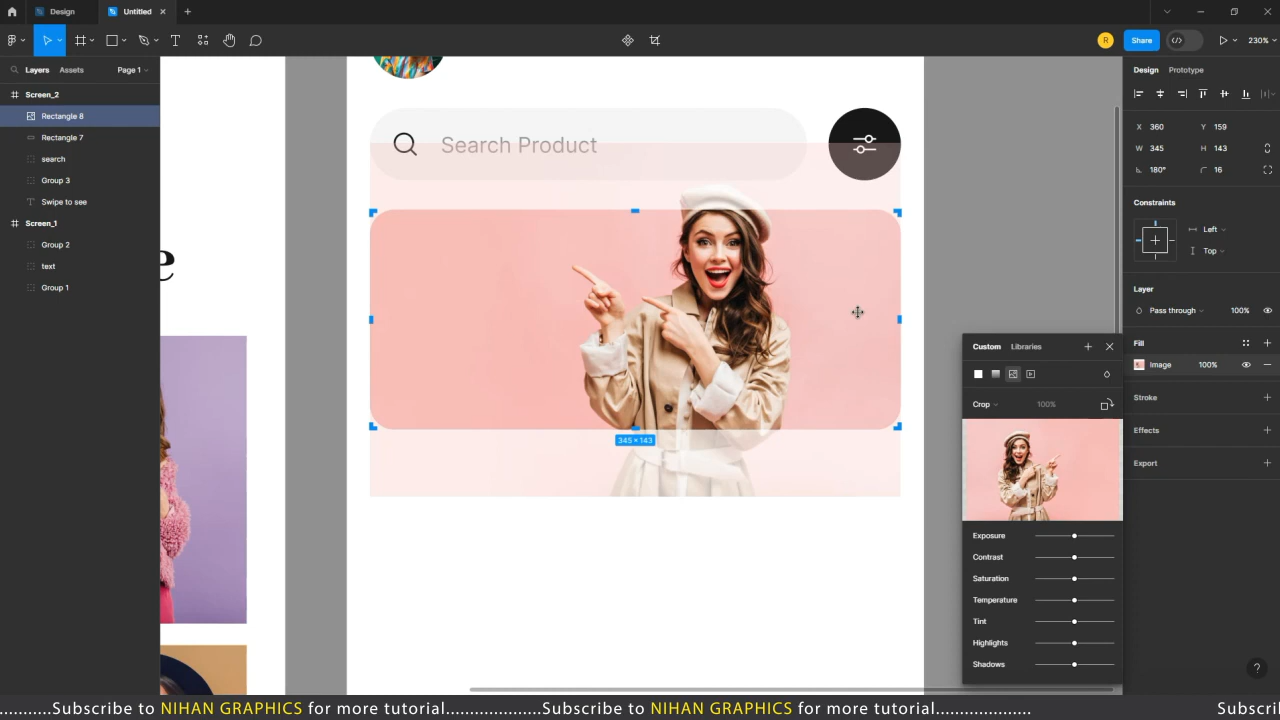 Design
Untitled
R
Share
230%
Layers
Assets
Page 1
Screen_2
Rectangle 8
Rectangle 7
search
Group 3
Swipe to see
Screen_1
Group 2
text
Group 1
e
Search Product
345 × 143
Design
Prototype
X 360 Y 159
W 345 H 143
180° 16
Constraints
Left
Top
Layer
Pass through 100%
Fill
Image 100%
Stroke
Effects
Export
Custom
Libraries
Crop 100%
Exposure
Contrast
Saturation
Temperature
Tint
Highlights
Shadows
?
..........Subscribe to NIHAN GRAPHICS for more tutorial......................Subscribe to NIHAN GRAPHICS for more tutorial.................... Subscri